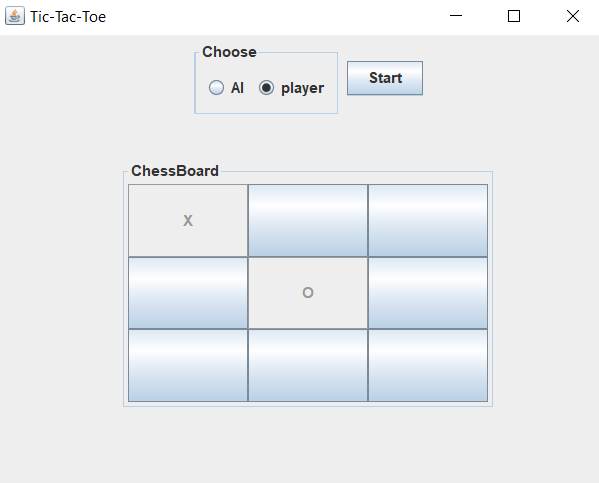 Tic-Tac-Toe
Choose
AI player
Start
ChessBoard
X
O